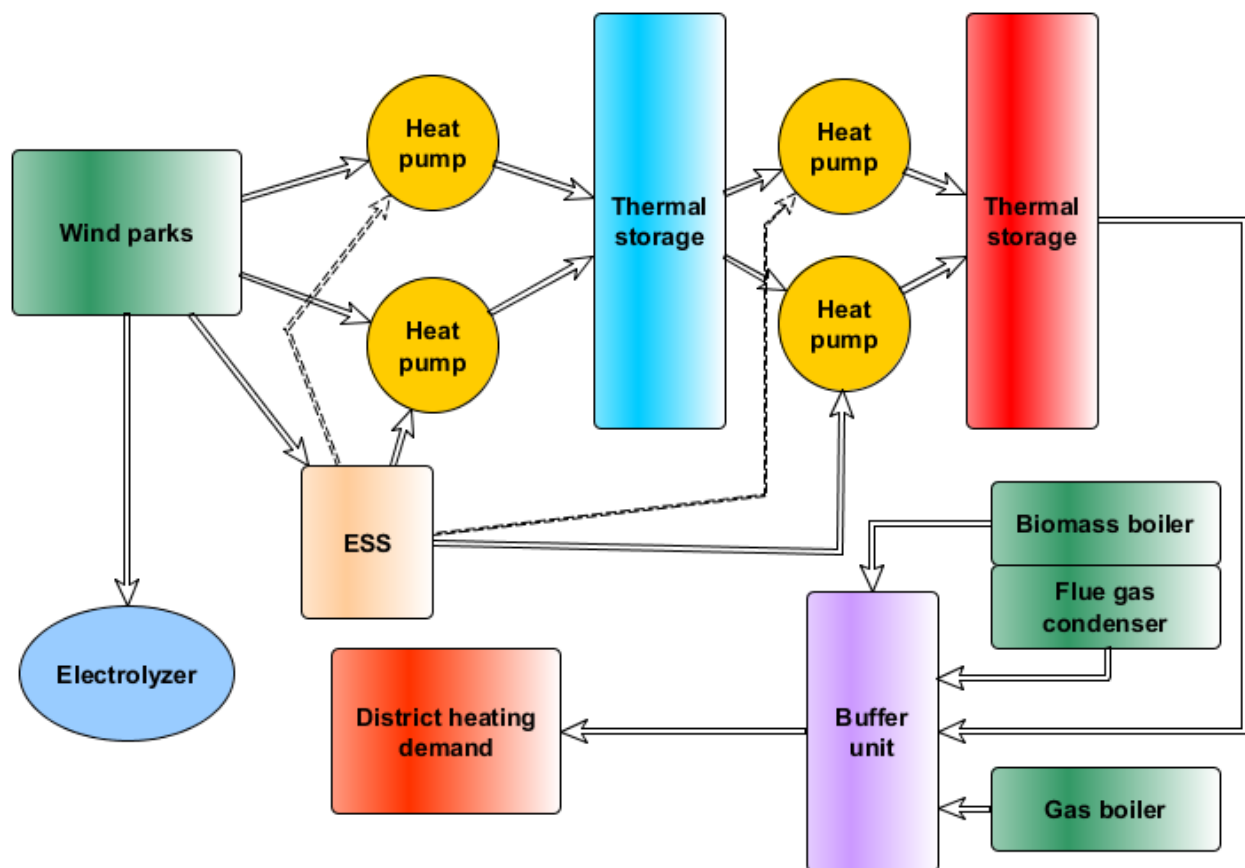 Heat
pump
Heat
pump
Wind parks
Thermal
storage
Thermal
storage
Heat
pump
Heat
pump
ESS
Biomass boiler
Flue gas
condenser
Electrolyzer
District heating
demand
Buffer
unit
Gas boiler